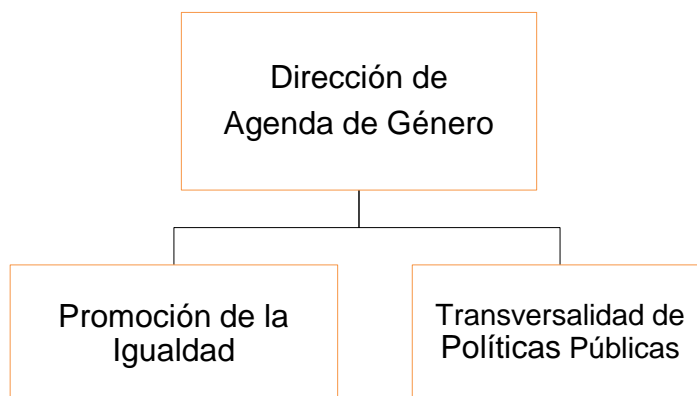 Dirección de
Agenda de Género
Promoción de la
Igualdad
Transversalidad de
Políticas Públicas